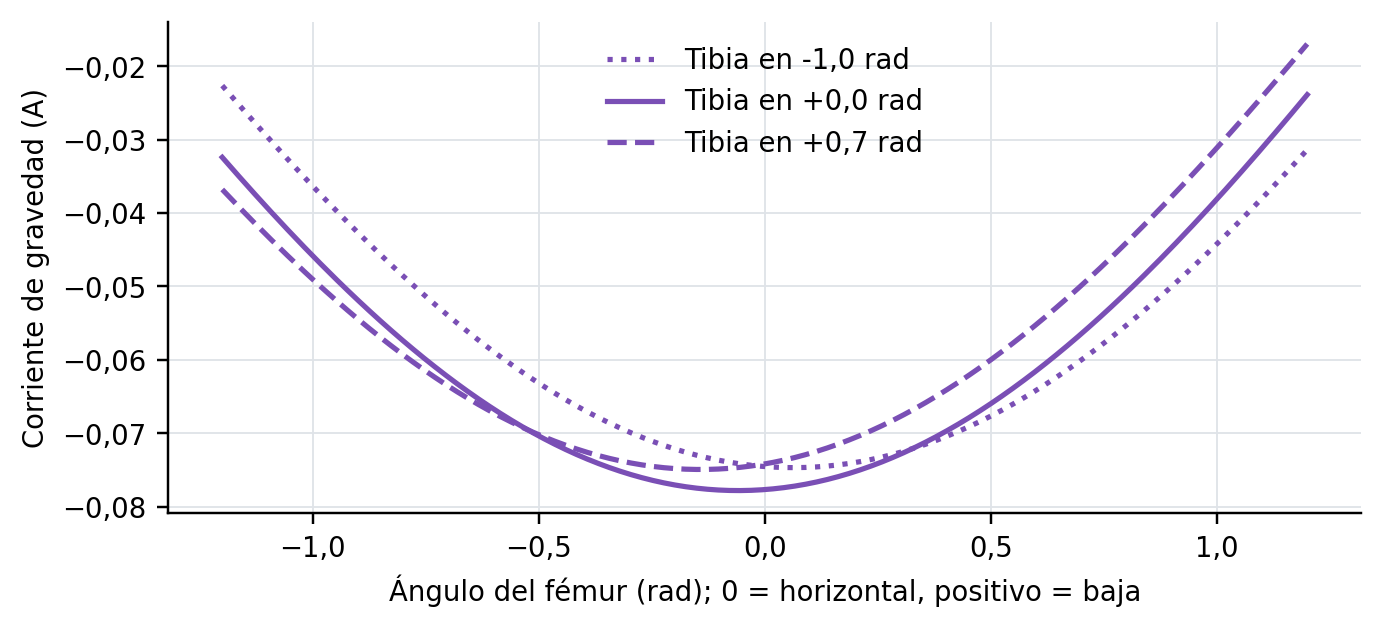 Corriente de gravedad (A)
−0,02
−0,03
−0,04
−0,05
−0,06
−0,07
−0,08
Tibia en -1,0 rad
Tibia en +0,0 rad
Tibia en +0,7 rad
−1,0
−0,5
0,0
0,5
1,0
Ángulo del fémur (rad); 0 = horizontal, positivo = baja